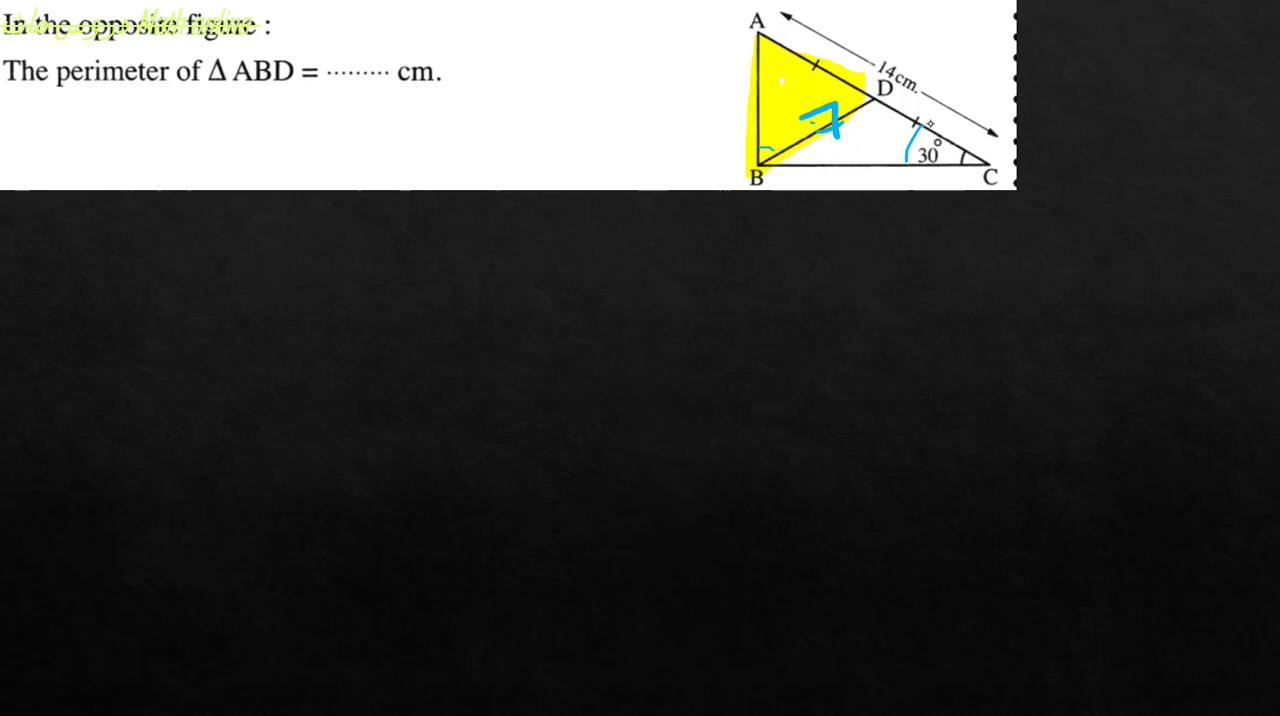 In the opposite figure :
The perimeter of Δ ABD = ········· cm.
A
14cm.
D
7
30°
B
C